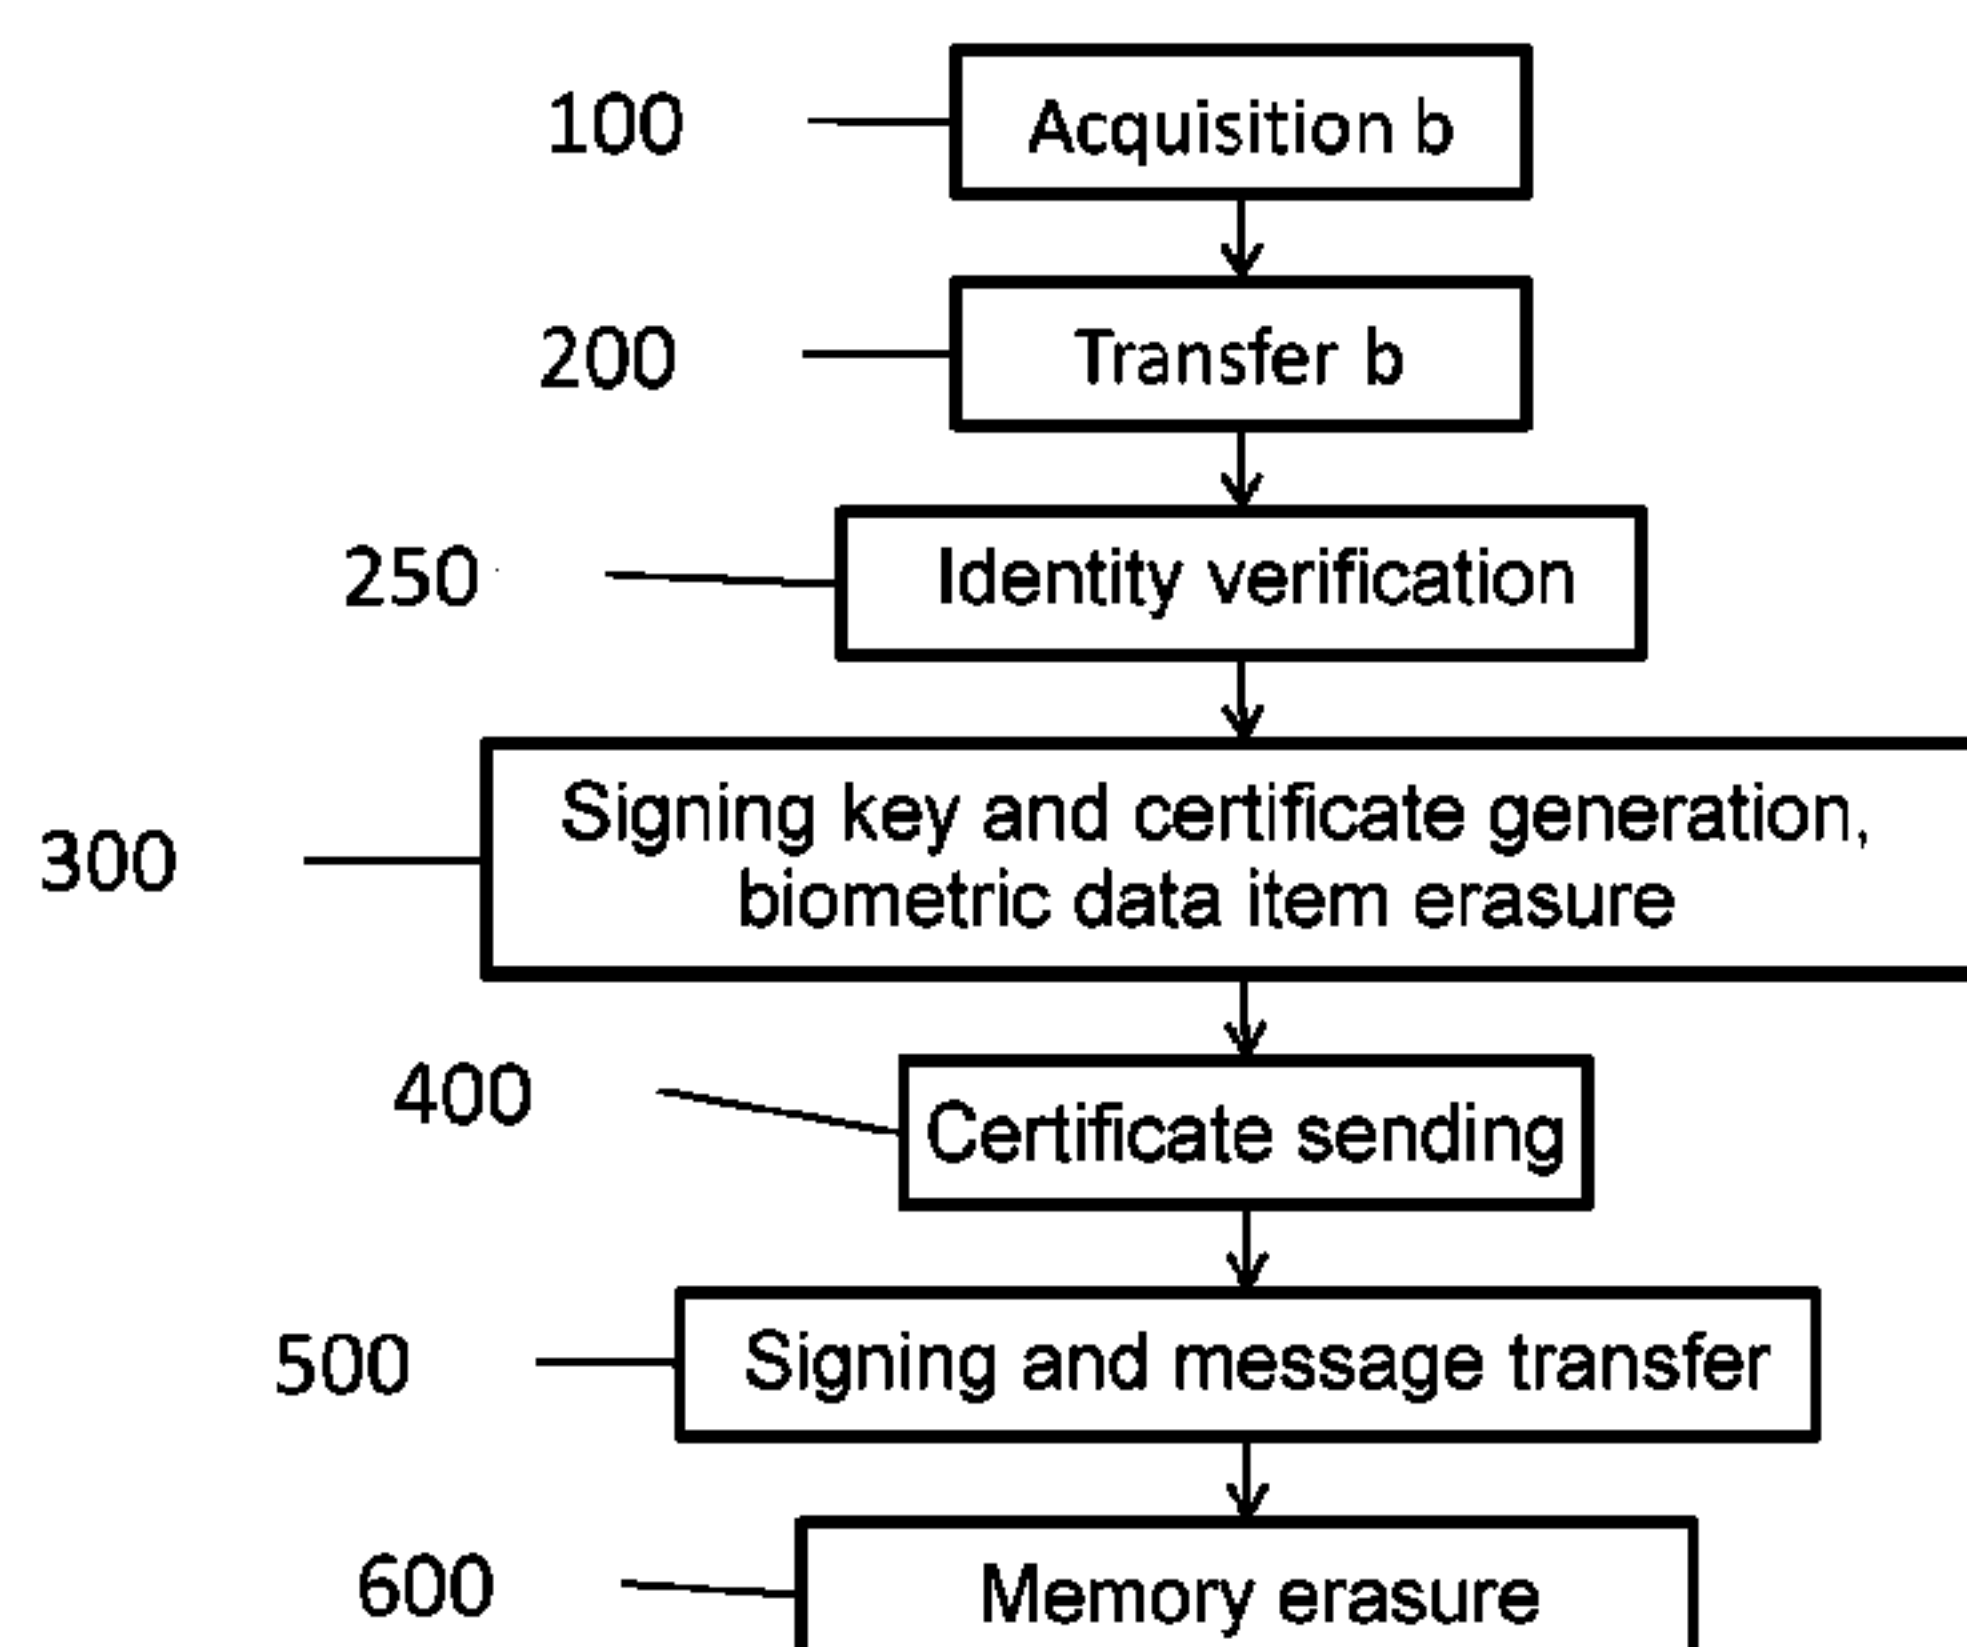 100 Acquisition b
200 Transfer b
250 Identity verification
Signing key and certificate generation,
300
biometric data item erasure
400 Certificate sending
500 Signing and message transfer
600 Memory erasure